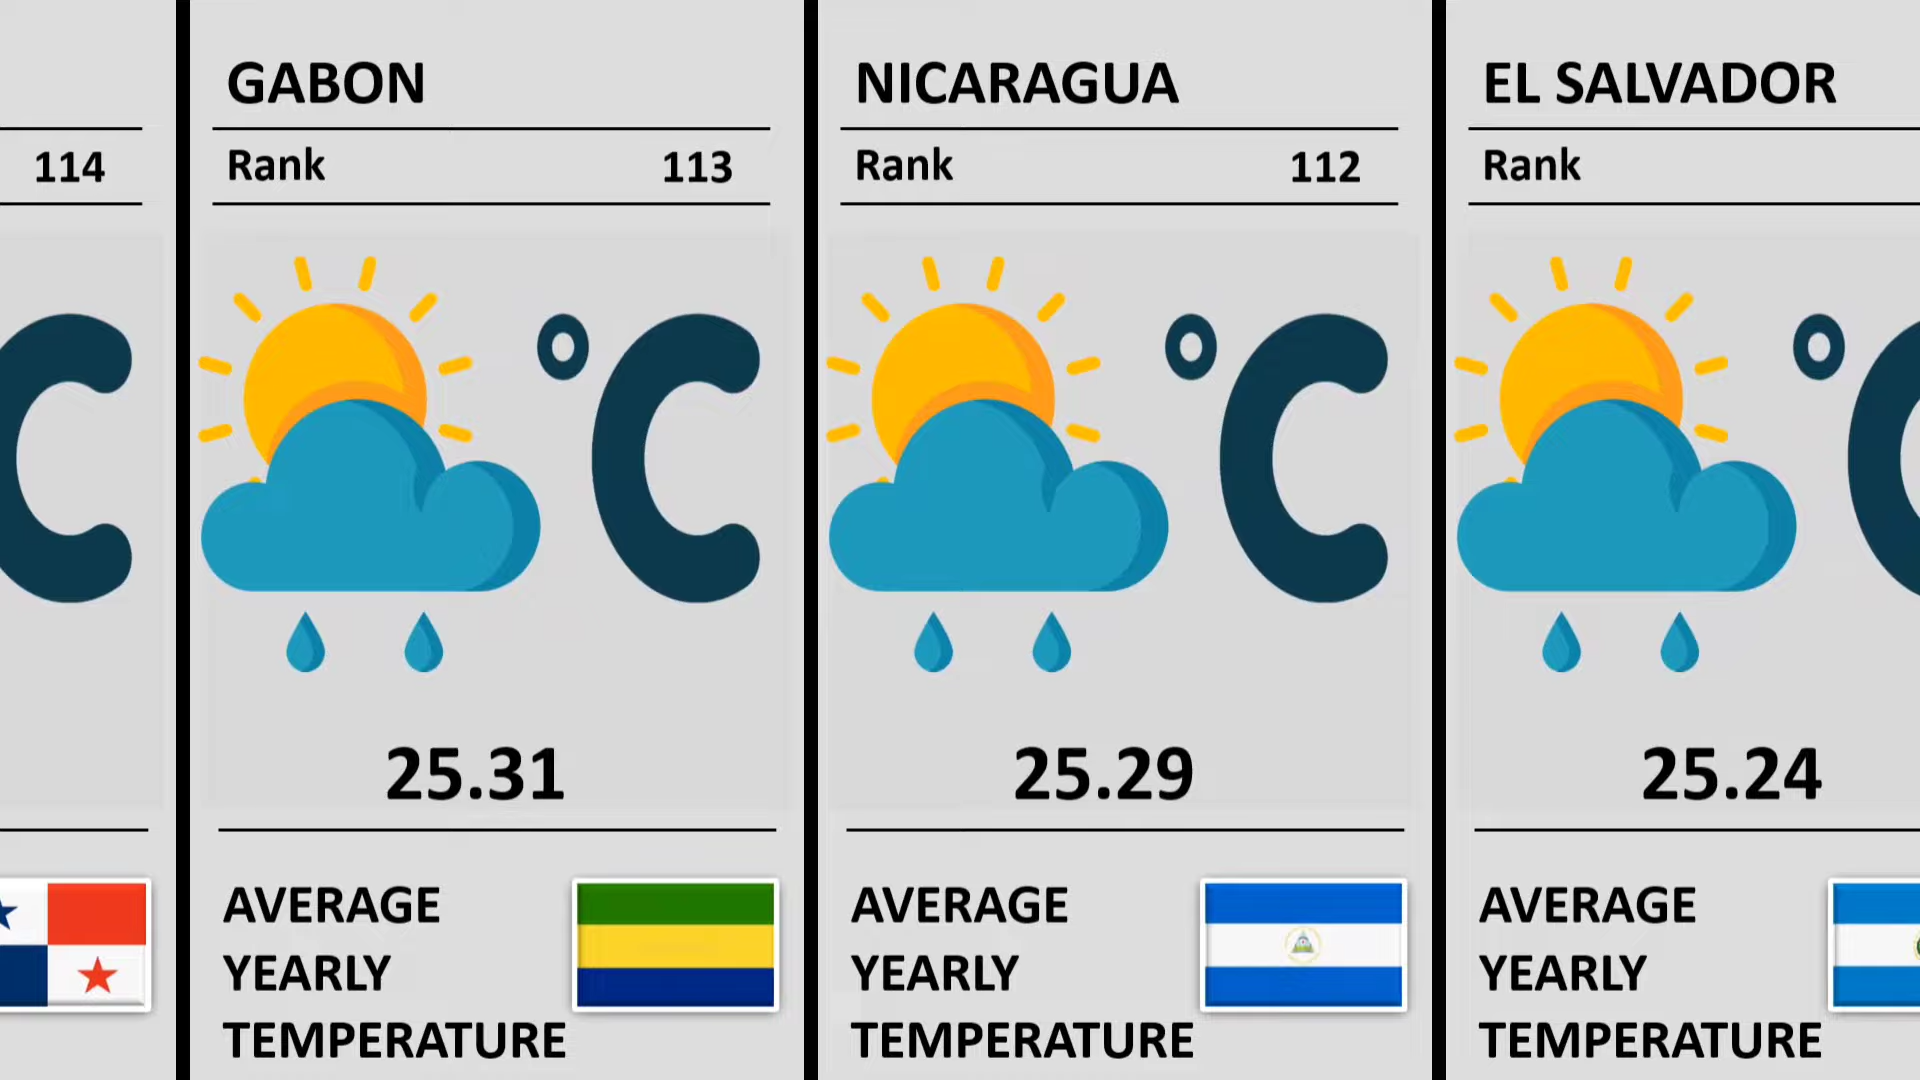 114
GABON
Rank 113
°C
25.31
AVERAGE
YEARLY
TEMPERATURE
NICARAGUA
Rank 112
°C
25.29
AVERAGE
YEARLY
TEMPERATURE
EL SALVADOR
Rank
25.24
AVERAGE
YEARLY
TEMPERATURE